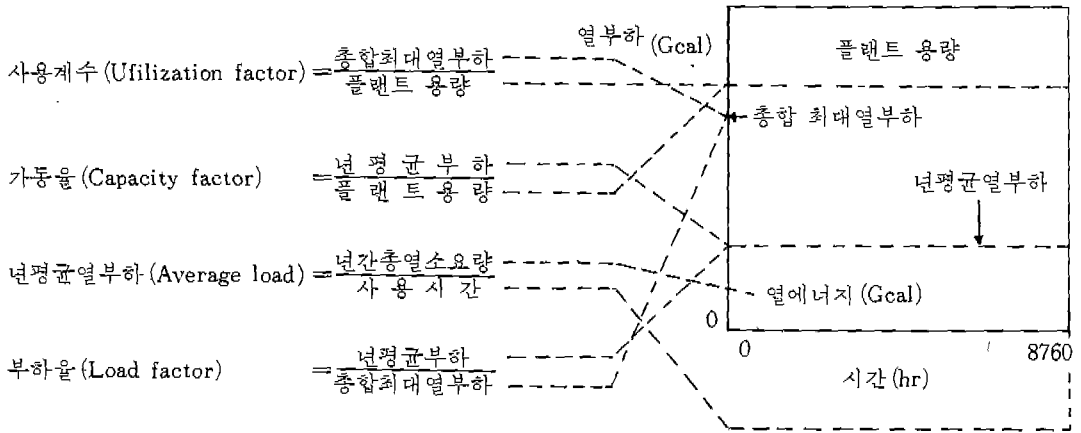 사용계수 (Ufilization factor) = 총합최대열부하
플랜트 용량
가동율 (Capacity factor) = 년 평 균 부 하
플 랜 트 용 량
년평균열부하 (Average load) = 년간총열소요량
사 용 시 간
부하율 (Load factor) = 년평균부하
총합최대열부하
열부하 (Gcal)
플랜트 용량
총합 최대열부하
년평균열부하
열에너지 (Gcal)
0
0 8760
시간 (hr)